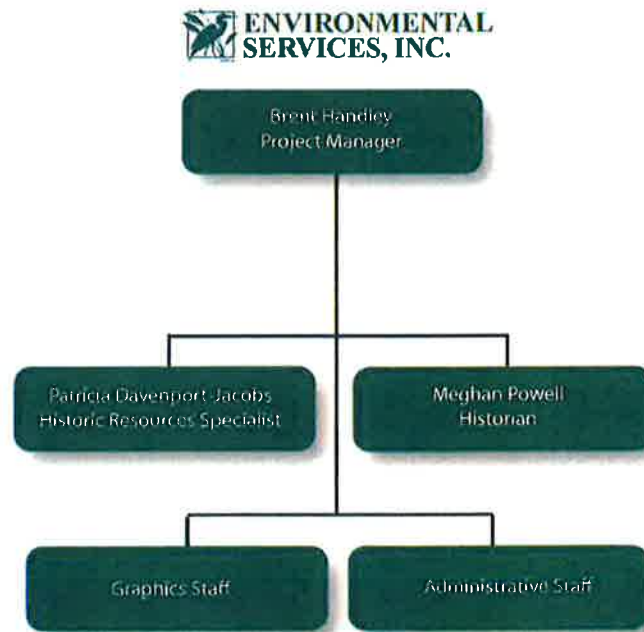 ENVIRONMENTAL
SERVICES, INC.
Brent Handley
Project Manager
Patricia Davenport-Jacobs
Historic Resources Specialist
Meghan Powell
Historian
Graphics Staff
Administrative Staff